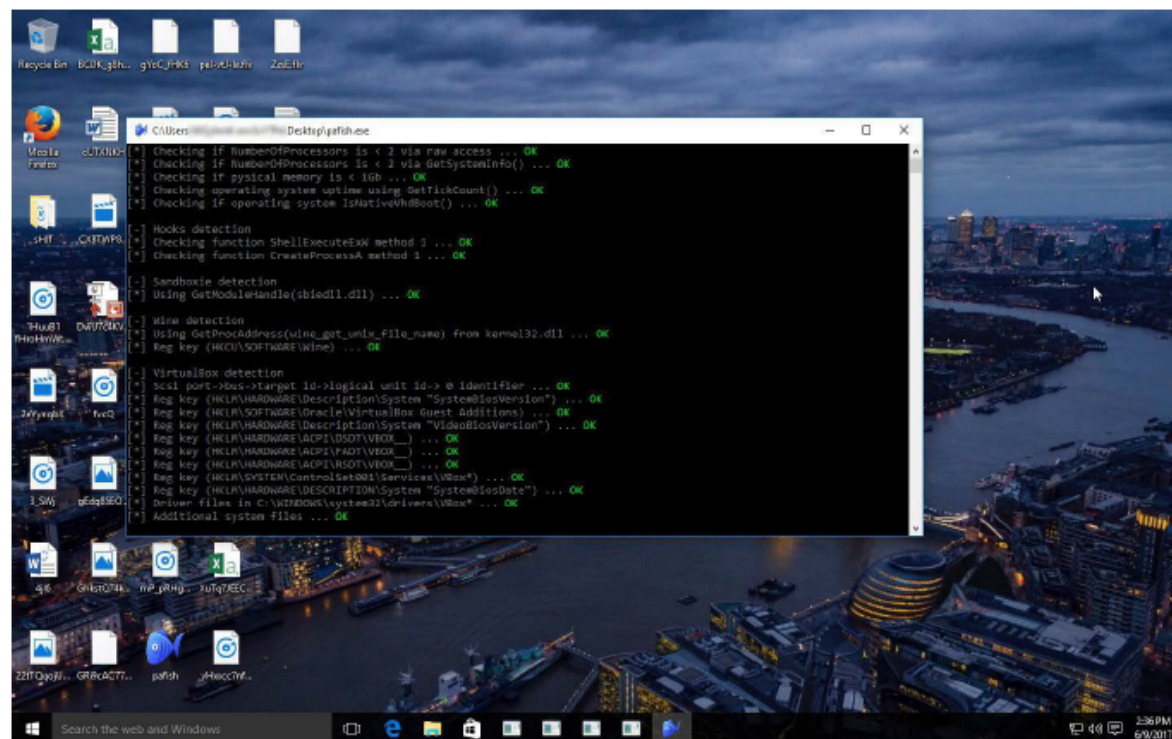 Recycle Bin
C:\Users
Desktop\pafish.exe
Mozilla
Firefox
[*] Checking if NumberOfProcessors is < 2 via raw access ... OK
[*] Checking if NumberOfProcessors is < 2 via GetSystemInfo() ... OK
[*] Checking if pysical memory is < 1Gb ... OK
[*] Checking operating system uptime using GetTickCount() ... OK
[*] Checking if operating system IsNativeVhdBoot() ... OK
[-] Hooks detection
[*] Checking function ShellExecuteExW method 1 ... OK
[*] Checking function CreateProcessA method 1 ... OK
[-] Sandboxie detection
[*] Using GetModuleHandle(sbiedll.dll) ... OK
[-] Wine detection
[*] Using GetProcAddress(wine_get_unix_file_name) from kernel32.dll ... OK
[*] Reg key (HKCU\SOFTWARE\Wine) ... OK
[-] VirtualBox detection
[*] Scsi port->bus->target id->logical unit id-> 0 identifier ... OK
[*] Reg key (HKLM\HARDWARE\Description\System "SystemBiosVersion") ... OK
[*] Reg key (HKLM\SOFTWARE\Oracle\VirtualBox Guest Additions) ... OK
[*] Reg key (HKLM\HARDWARE\Description\System "VideoBiosVersion") ... OK
[*] Reg key (HKLM\HARDWARE\ACPI\DSDT\VBOX__) ... OK
[*] Reg key (HKLM\HARDWARE\ACPI\FADT\VBOX__) ... OK
[*] Reg key (HKLM\HARDWARE\ACPI\RSDT\VBOX__) ... OK
[*] Reg key (HKLM\SYSTEM\ControlSet001\Services\VBox*) ... OK
[*] Reg key (HKLM\HARDWARE\DESCRIPTION\System "SystemBiosDate") ... OK
[*] Driver files in C:\WINDOWS\system32\drivers\VBox* ... OK
[*] Additional system files ... OK
3_SWj
pafish
Search the web and Windows
2:36 PM